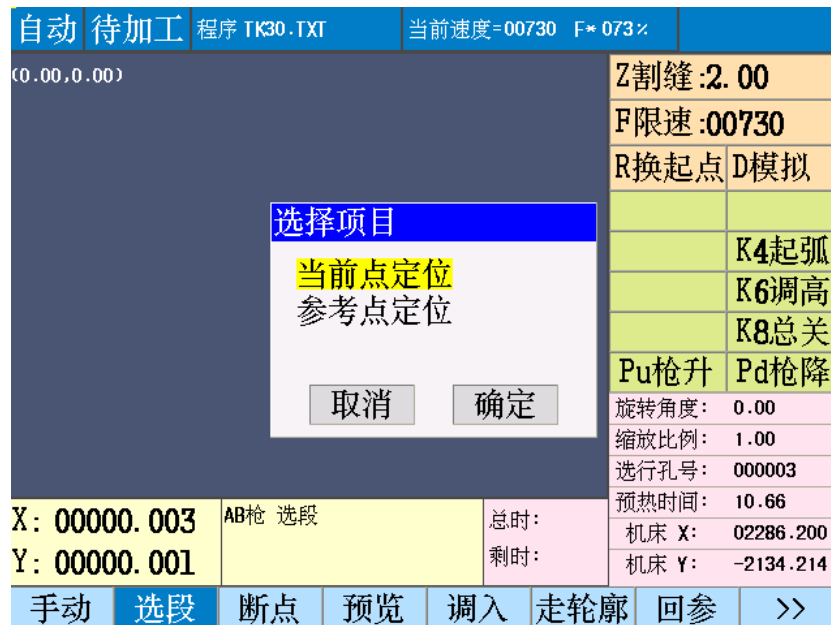 自动 待加工 程序 TK30.TXT 当前速度=00730 F*073%
(0.00,0.00)
Z割缝:2.00
F限速:00730
R换起点 D模拟
选择项目
当前点定位
参考点定位
取消 确定
K4起弧
K6调高
K8总关
Pu枪升 Pd枪降
旋转角度: 0.00
缩放比例: 1.00
选行孔号: 000003
预热时间: 10.66
机床 X: 02286.200
机床 Y: -2134.214
X: 00000.003
Y: 00000.001
AB枪 选段
总时:
剩时:
手动 选段 断点 预览 调入 走轮廓 回参 >>